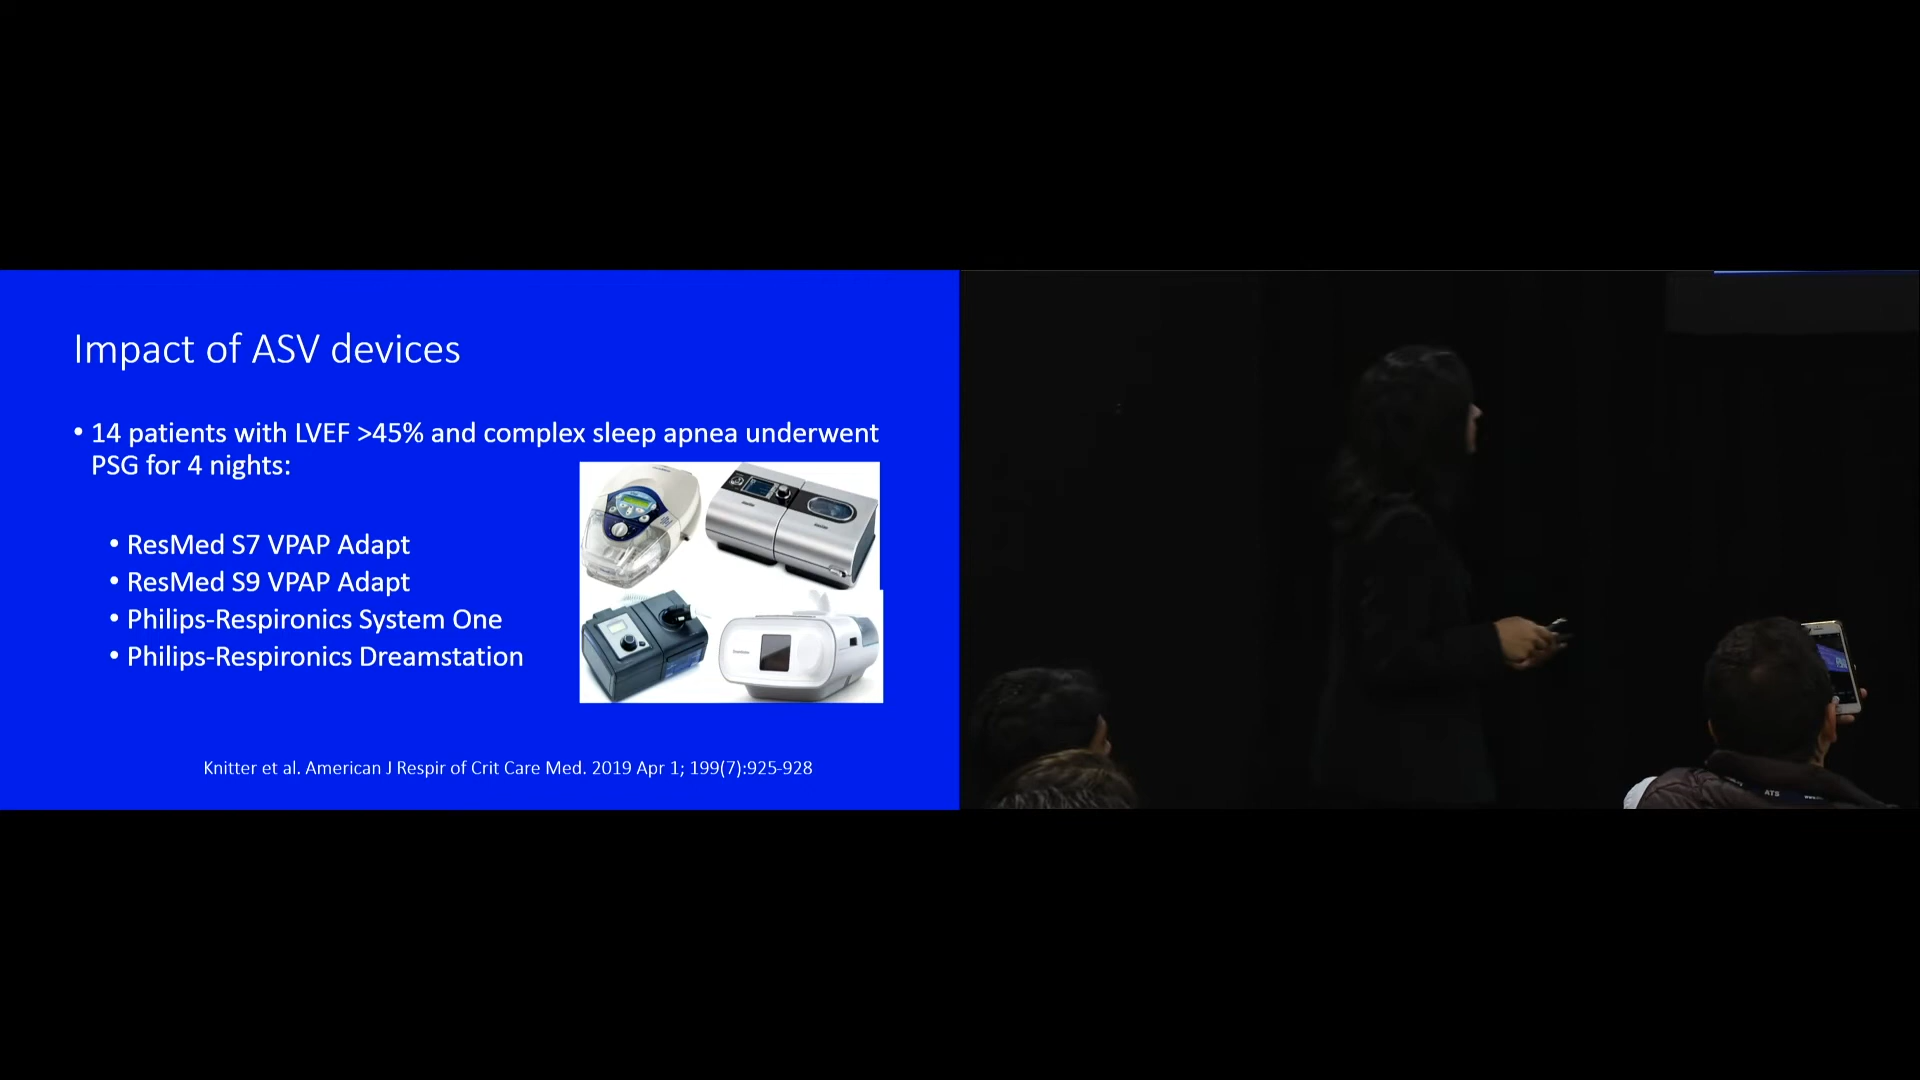 Impact of ASV devices
• 14 patients with LVEF >45% and complex sleep apnea underwent
PSG for 4 nights:
• ResMed S7 VPAP Adapt
• ResMed S9 VPAP Adapt
• Philips-Respironics System One
• Philips-Respironics Dreamstation
Knitter et al. American J Respir of Crit Care Med. 2019 Apr 1; 199(7):925-928
ATS